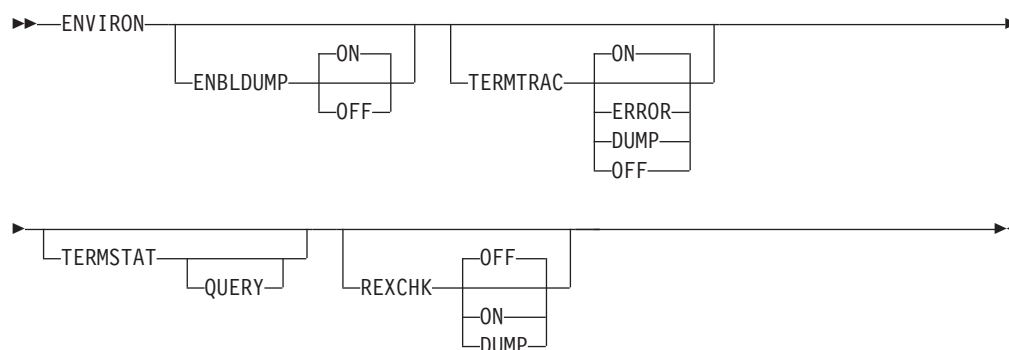 ENVIRON
ON
ENBLDUMP
OFF
ON
TERMTRAC
ERROR
DUMP
OFF
TERMSTAT
QUERY
OFF
REXCHK
ON
DUMP